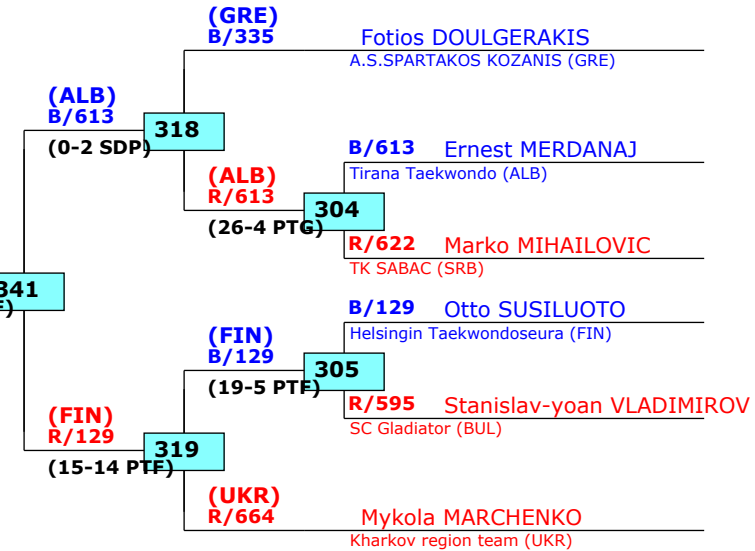 (GRE)
B/335
Fotios DOULGERAKIS
A.S.SPARTAKOS KOZANIS (GRE)
(ALB)
B/613
318
(0-2 SDP)
B/613 Ernest MERDANAJ
Tirana Taekwondo (ALB)
(ALB)
R/613
304
(26-4 PTG)
R/622 Marko MIHAILOVIC
TK SABAC (SRB)
341
B/129 Otto SUSILUOTO
Helsingin Taekwondoseura (FIN)
(FIN)
B/129
305
(19-5 PTF)
R/595 Stanislav-yoan VLADIMIROV
SC Gladiator (BUL)
(FIN)
R/129
319
(15-14 PTF)
(UKR)
R/664
Mykola MARCHENKO
Kharkov region team (UKR)